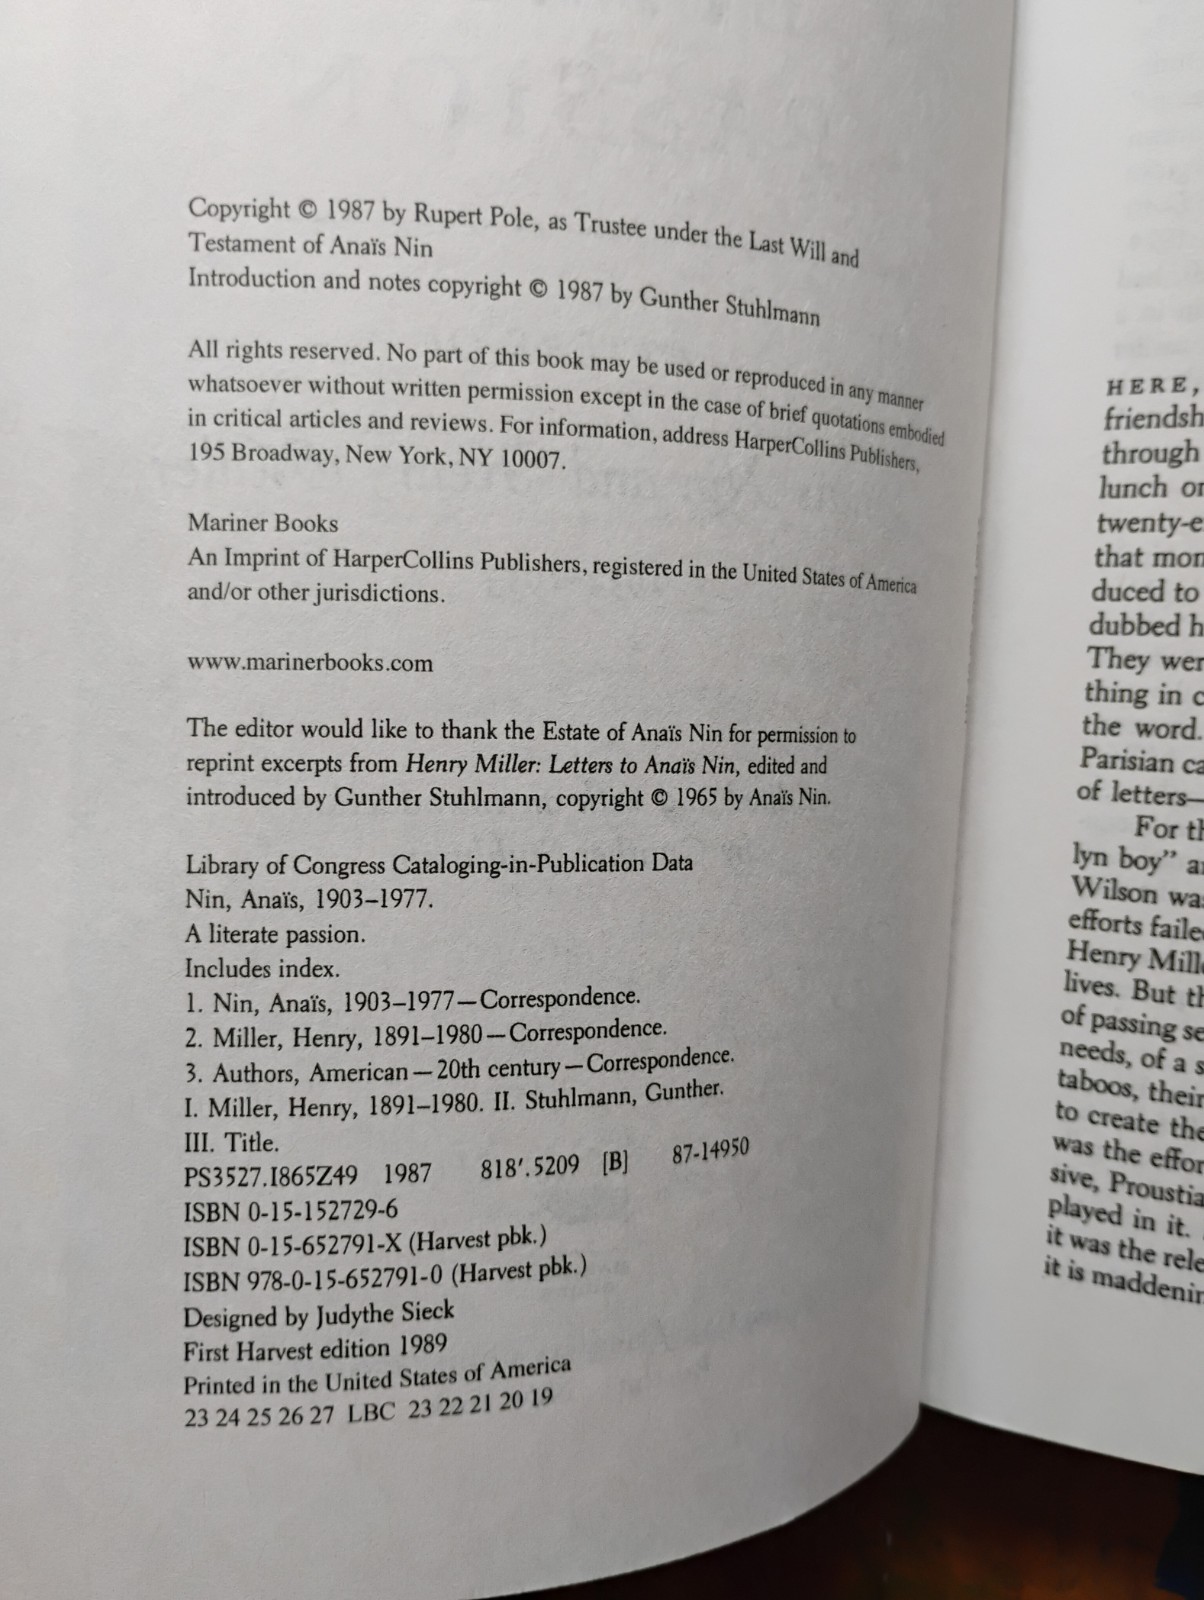 Copyright © 1987 by Rupert Pole, as Trustee under the Last Will and
Testament of Anaïs Nin
Introduction and notes copyright © 1987 by Gunther Stuhlmann
All rights reserved. No part of this book may be used or reproduced in any manner
whatsoever without written permission except in the case of brief quotations embodied
in critical articles and reviews. For information, address HarperCollins Publishers,
195 Broadway, New York, NY 10007.
Mariner Books
An Imprint of HarperCollins Publishers, registered in the United States of America
and/or other jurisdictions.
www.marinerbooks.com
The editor would like to thank the Estate of Anaïs Nin for permission to
reprint excerpts from Henry Miller: Letters to Anaïs Nin, edited and
introduced by Gunther Stuhlmann, copyright © 1965 by Anaïs Nin.
Library of Congress Cataloging-in-Publication Data
Nin, Anaïs, 1903–1977.
A literate passion.
Includes index.
1. Nin, Anaïs, 1903–1977—Correspondence.
2. Miller, Henry, 1891–1980—Correspondence.
3. Authors, American—20th century—Correspondence.
I. Miller, Henry, 1891–1980. II. Stuhlmann, Gunther.
III. Title.
PS3527.I865Z49 1987 818′.5209 [B] 87-14950
ISBN 0-15-152729-6
ISBN 0-15-652791-X (Harvest pbk.)
ISBN 978-0-15-652791-0 (Harvest pbk.)
Designed by Judythe Sieck
First Harvest edition 1989
Printed in the United States of America
23 24 25 26 27 LBC 23 22 21 20 19
HERE,
friendsh
through
lunch or
twenty-e
that mon
duced to
dubbed h
They wer
thing in c
the word.
Parisian ca
of letters—
For th
lyn boy” a
Wilson was
efforts faile
Henry Mill
lives. But th
of passing se
needs, of a s
taboos, their
to create the
was the effor
sive, Proustia
played in it.
it was the rele
it is maddenin